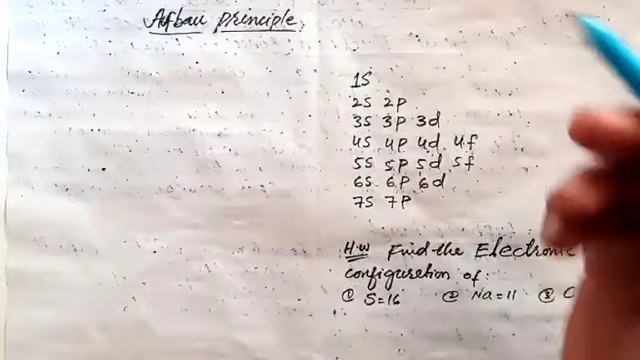 Aufbau principle
1S
2S 2P
3S 3P 3d
4S 4P 4d 4f
5S 5P 5d 5f
6S 6P 6d
7S 7P
H.W Find the Electronic
configuration of:
① S=16 ② Na=11 ③ C